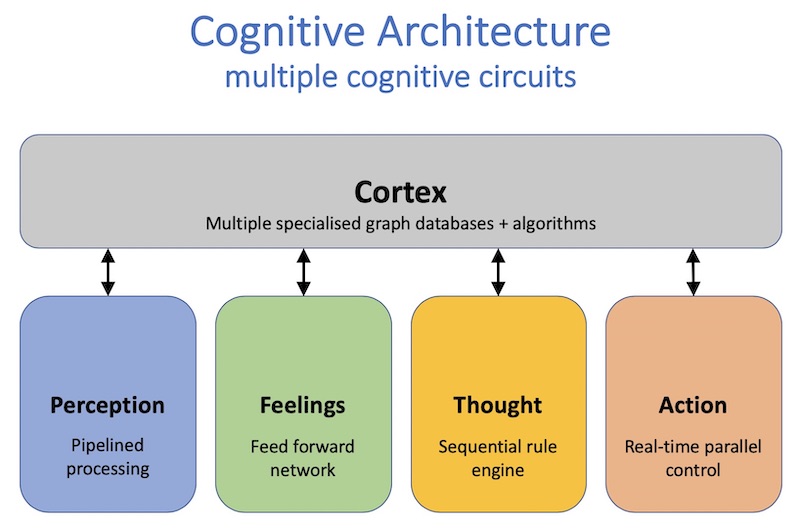 Cognitive Architecture
multiple cognitive circuits
Cortex
Multiple specialised graph databases + algorithms
Perception
Pipelined
processing
Feelings
Feed forward
network
Thought
Sequential rule
engine
Action
Real-time parallel
control